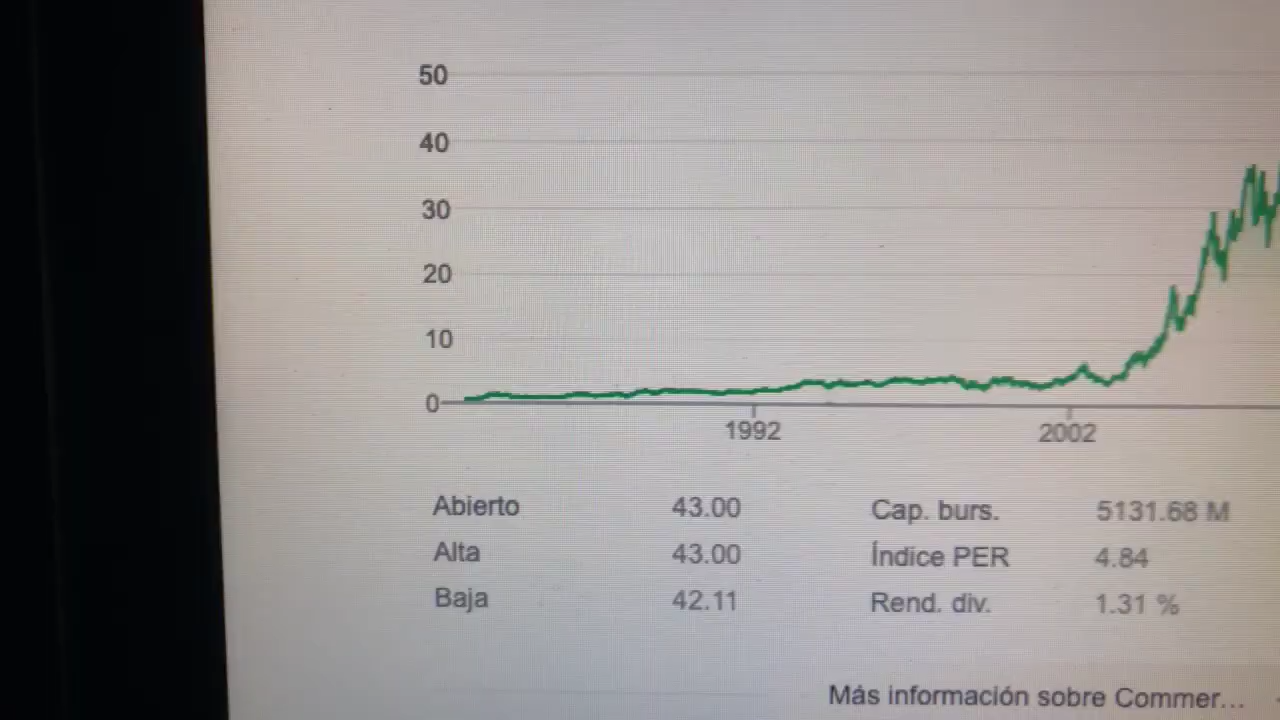 50
40
30
20
10
0
1992 2002
Abierto 43.00 Cap. burs. 5131.68 M
Alta 43.00 Índice PER 4.84
Baja 42.11 Rend. div. 1.31 %
Más información sobre Commer...